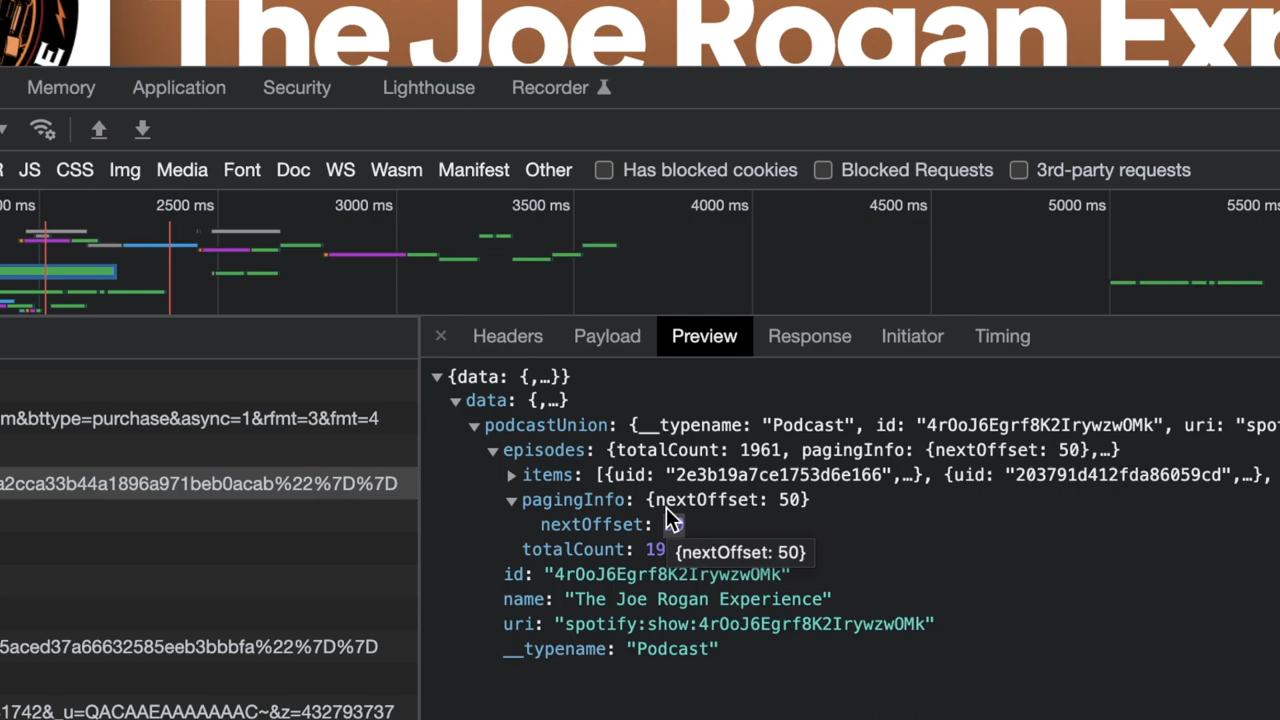 The Joe Rogan Exp
Memory Application Security Lighthouse Recorder
JS CSS Img Media Font Doc WS Wasm Manifest Other Has blocked cookies Blocked Requests 3rd-party requests
00 ms 2500 ms 3000 ms 3500 ms 4000 ms 4500 ms 5000 ms 5500 ms
× Headers Payload Preview Response Initiator Timing
{data: {,…}}
data: {,…}
m&bttype=purchase&async=1&rfmt=3&fmt=4
podcastUnion: {__typename: "Podcast", id: "4rOoJ6Egrf8K2IrywzwOMk", uri: "spo
episodes: {totalCount: 1961, pagingInfo: {nextOffset: 50},…}
a2cca33b44a1896a971beb0acab%22%7D%7D
items: [{uid: "2e3b19a7ce1753d6e166",…}, {uid: "203791d412fda86059cd",…},
pagingInfo: {nextOffset: 50}
nextOffset:
totalCount: 19
{nextOffset: 50}
id: "4rOoJ6Egrf8K2IrywzwOMk"
name: "The Joe Rogan Experience"
uri: "spotify:show:4rOoJ6Egrf8K2IrywzwOMk"
__typename: "Podcast"
5aced37a66632585eeb3bbbfa%22%7D%7D
1742&_u=QACAAEAAAAAAAC~&z=432793737